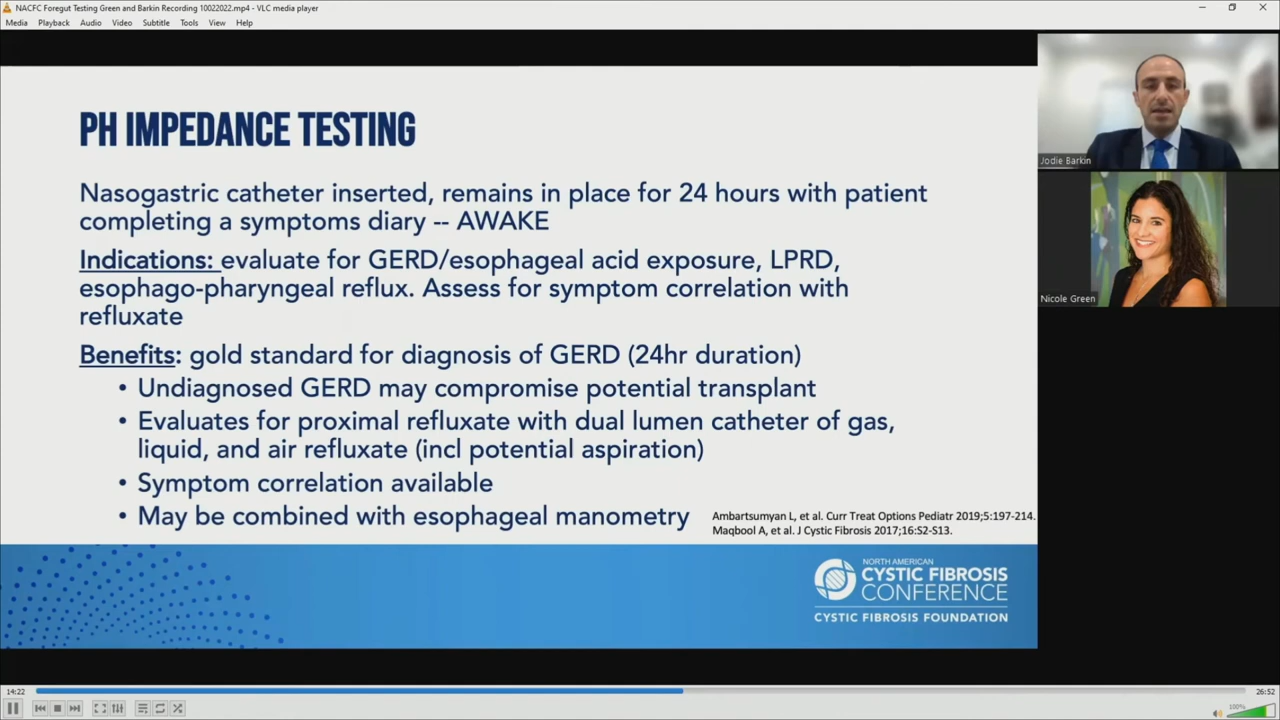 NACFC Foregut Testing Green and Barkin Recording 10022022.mp4 - VLC media player
Media Playback Audio Video Subtitle Tools View Help
PH IMPEDANCE TESTING
Nasogastric catheter inserted, remains in place for 24 hours with patient
completing a symptoms diary -- AWAKE
Indications: evaluate for GERD/esophageal acid exposure, LPRD,
esophago-pharyngeal reflux. Assess for symptom correlation with
refluxate
Benefits: gold standard for diagnosis of GERD (24hr duration)
• Undiagnosed GERD may compromise potential transplant
• Evaluates for proximal refluxate with dual lumen catheter of gas,
liquid, and air refluxate (incl potential aspiration)
• Symptom correlation available
• May be combined with esophageal manometry
Ambartsumyan L, et al. Curr Treat Options Pediatr 2019;5:197-214.
Maqbool A, et al. J Cystic Fibrosis 2017;16:S2-S13.
NORTH AMERICAN
CYSTIC FIBROSIS
CONFERENCE
CYSTIC FIBROSIS FOUNDATION
Jodie Barkin
Nicole Green
14:22
26:52
100%